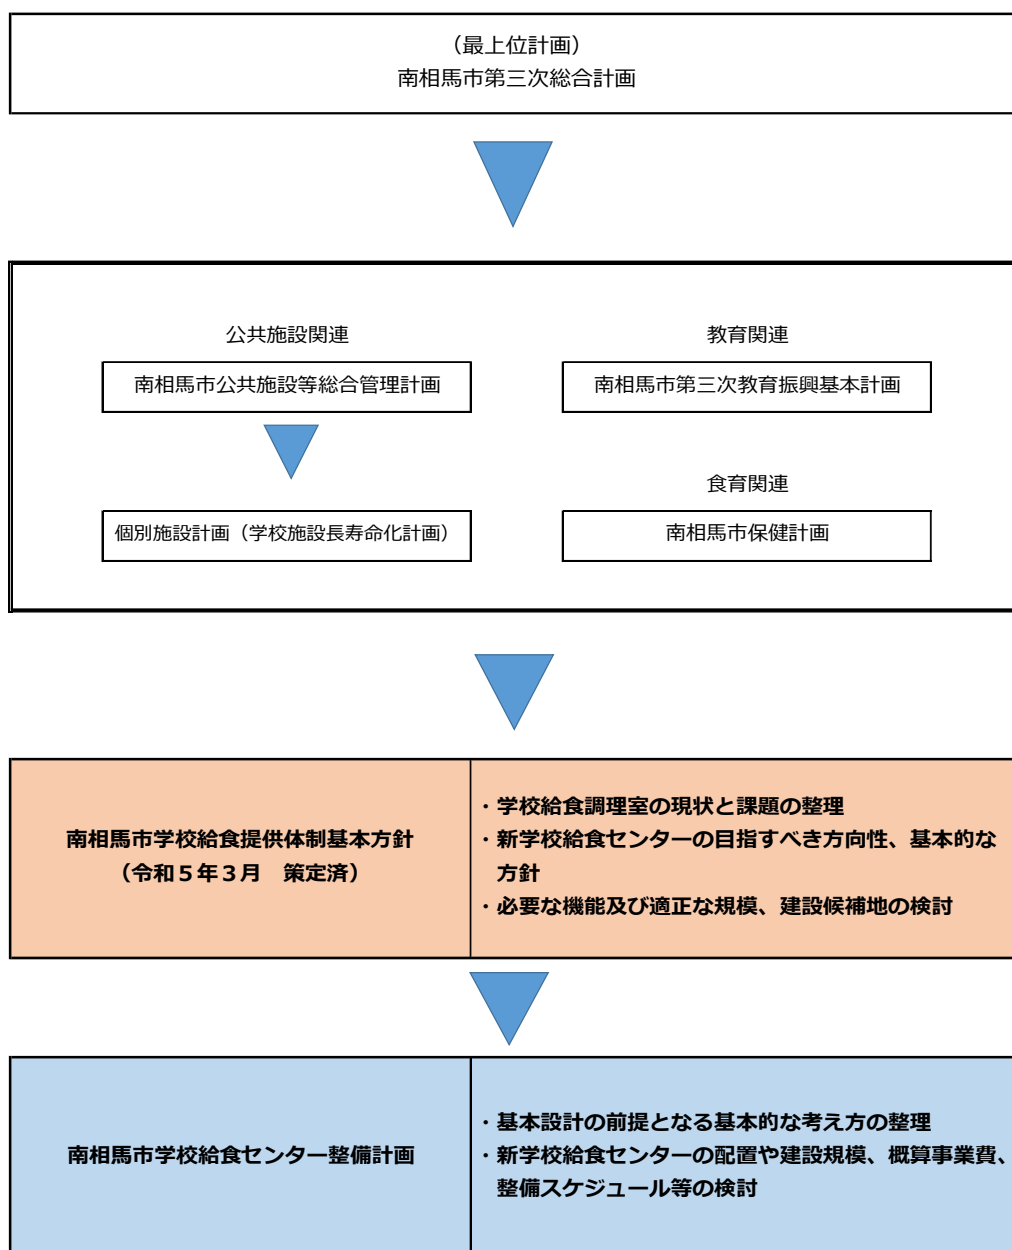 （最上位計画）
南相馬市第三次総合計画
公共施設関連
南相馬市公共施設等総合管理計画
個別施設計画（学校施設長寿命化計画）
教育関連
南相馬市第三次教育振興基本計画
食育関連
南相馬市保健計画
南相馬市学校給食提供体制基本方針
（令和５年３月　策定済）
・学校給食調理室の現状と課題の整理
・新学校給食センターの目指すべき方向性、基本的な
方針
・必要な機能及び適正な規模、建設候補地の検討
南相馬市学校給食センター整備計画
・基本設計の前提となる基本的な考え方の整理
・新学校給食センターの配置や建設規模、概算事業費、
整備スケジュール等の検討